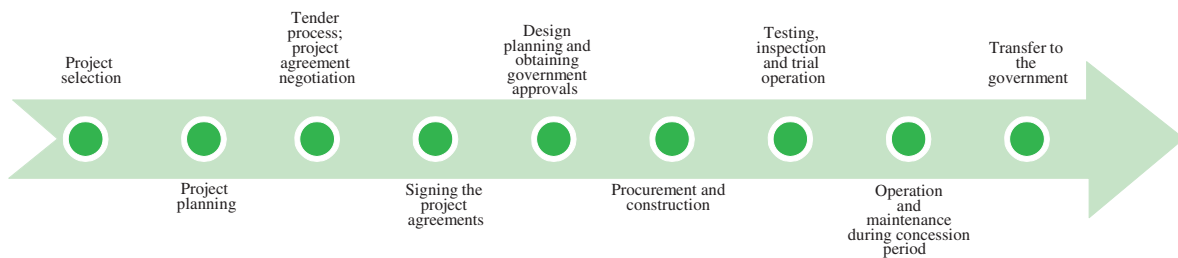 Project
selection
Project
planning
Tender
process;
project
agreement
negotiation
Signing the
project
agreements
Design
planning and
obtaining
government
approvals
Procurement and
construction
Testing,
inspection
and trial
operation
Operation
and
maintenance
during concession
period
Transfer to
the
government